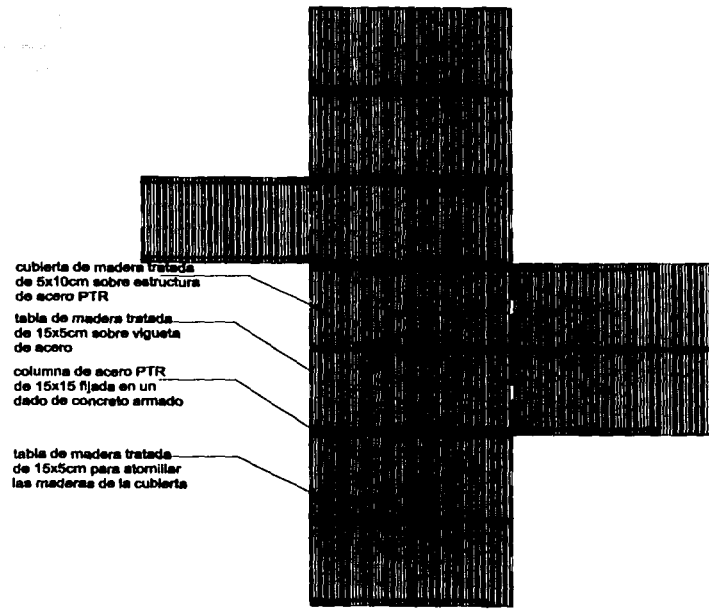 cubierta de madera tratada
de 5x10cm sobre estructura
de acero PTR
tabla de madera tratada
de 15x5cm sobre vigueta
de acero
columna de acero PTR
de 15x15 fijada en un
dado de concreto armado
tabla de madera tratada
de 15x5cm para atornillar
las maderas de la cubierta